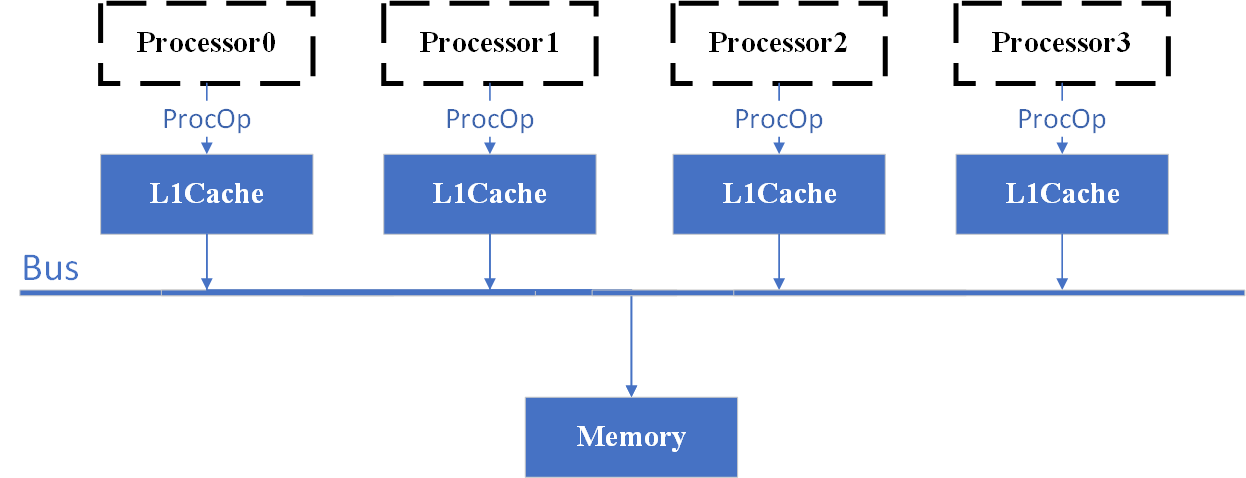 Processor0 Processor1 Processor2 Processor3
ProcOp ProcOp ProcOp ProcOp
L1Cache L1Cache L1Cache L1Cache
Bus
Memory